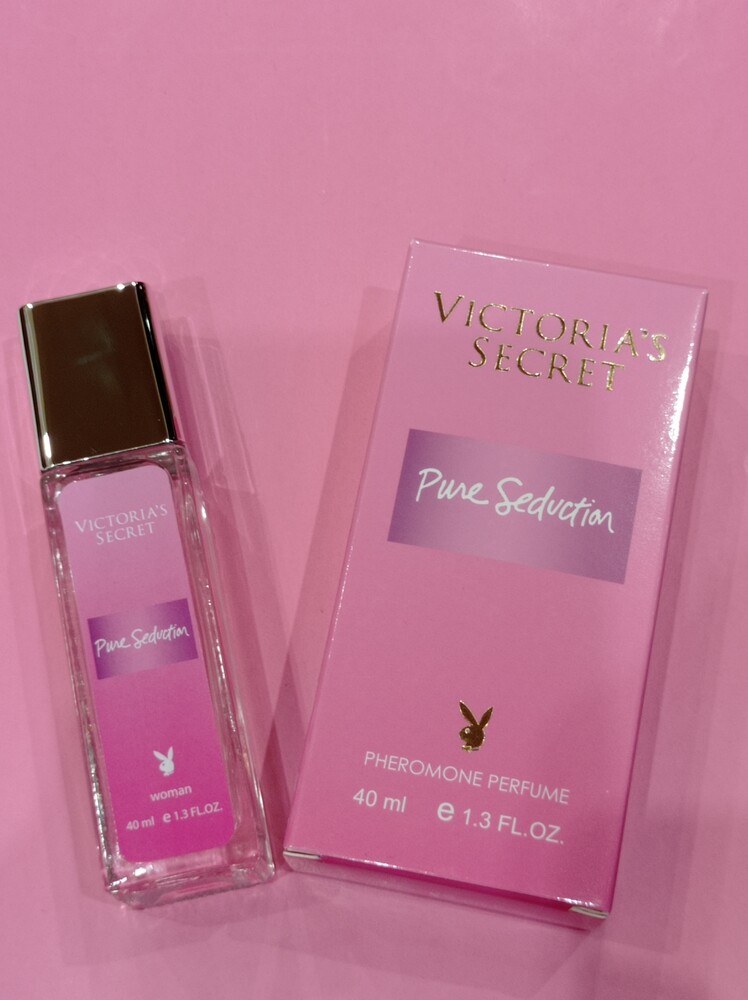 VICTORIA'S
SECRET
Pure Seduction
woman
40 ml e 1.3 FL.OZ.
VICTORIA'S
SECRET
Pure Seduction
PHEROMONE PERFUME
40 ml e 1.3 FL.OZ.